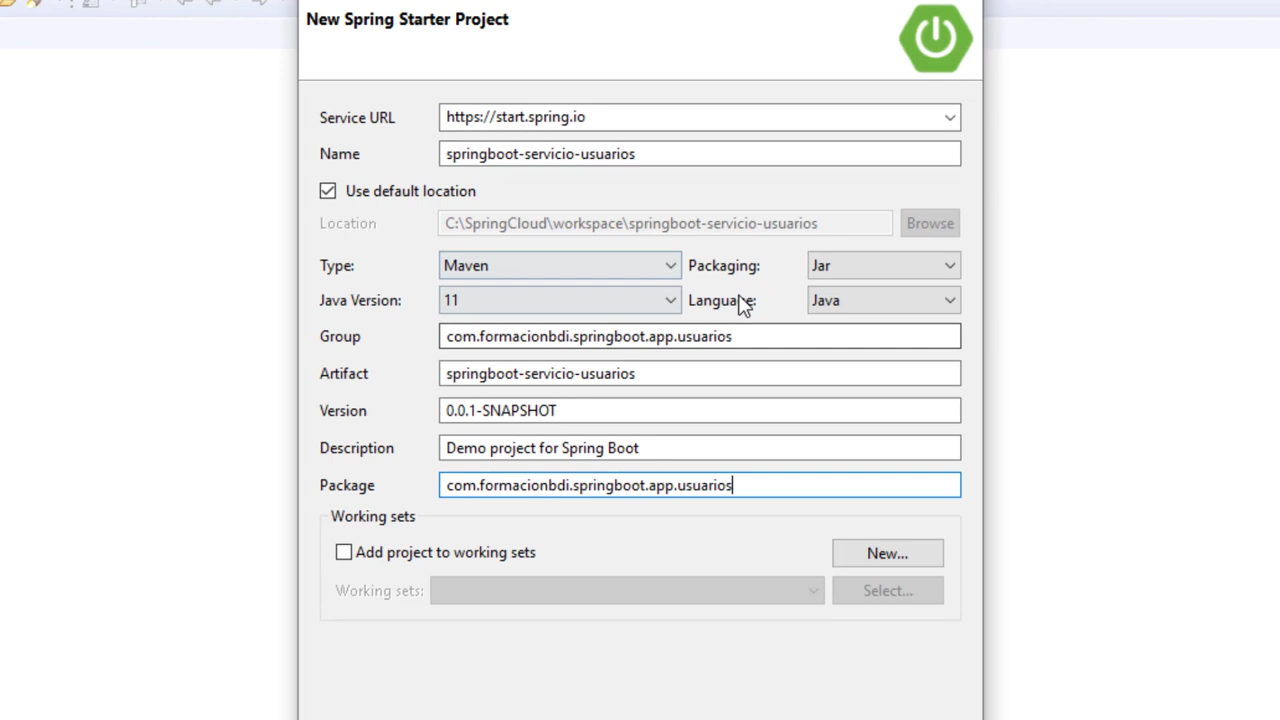 New Spring Starter Project
Service URL https://start.spring.io
Name springboot-servicio-usuarios
Use default location
Location C:\SpringCloud\workspace\springboot-servicio-usuarios Browse
Type: Maven Packaging: Jar
Java Version: 11 Language: Java
Group com.formacionbdi.springboot.app.usuarios
Artifact springboot-servicio-usuarios
Version 0.0.1-SNAPSHOT
Description Demo project for Spring Boot
Package com.formacionbdi.springboot.app.usuarios
Working sets
Add project to working sets New...
Working sets: Select...